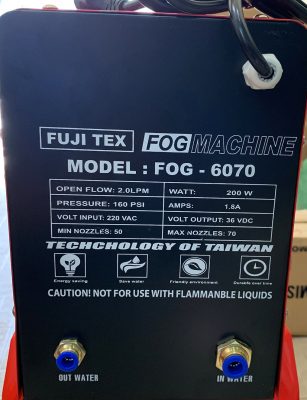 FUJI TEX FOG MACHINE
MODEL : FOG - 6070
OPEN FLOW: 2.0LPM WATT: 200 W
PRESSURE: 160 PSI AMPS: 1.8A
VOLT INPUT: 220 VAC VOLT OUTPUT: 36 VDC
MIN NOZZLES: 50 MAX NOZZLES: 70
TECHCHOLOGY OF TAIWAN
Energy saving Save water Friendly environment Durable over time
CAUTION! NOT FOR USE WITH FLAMMANBLE LIQUIDS
OUT WATER IN WATER